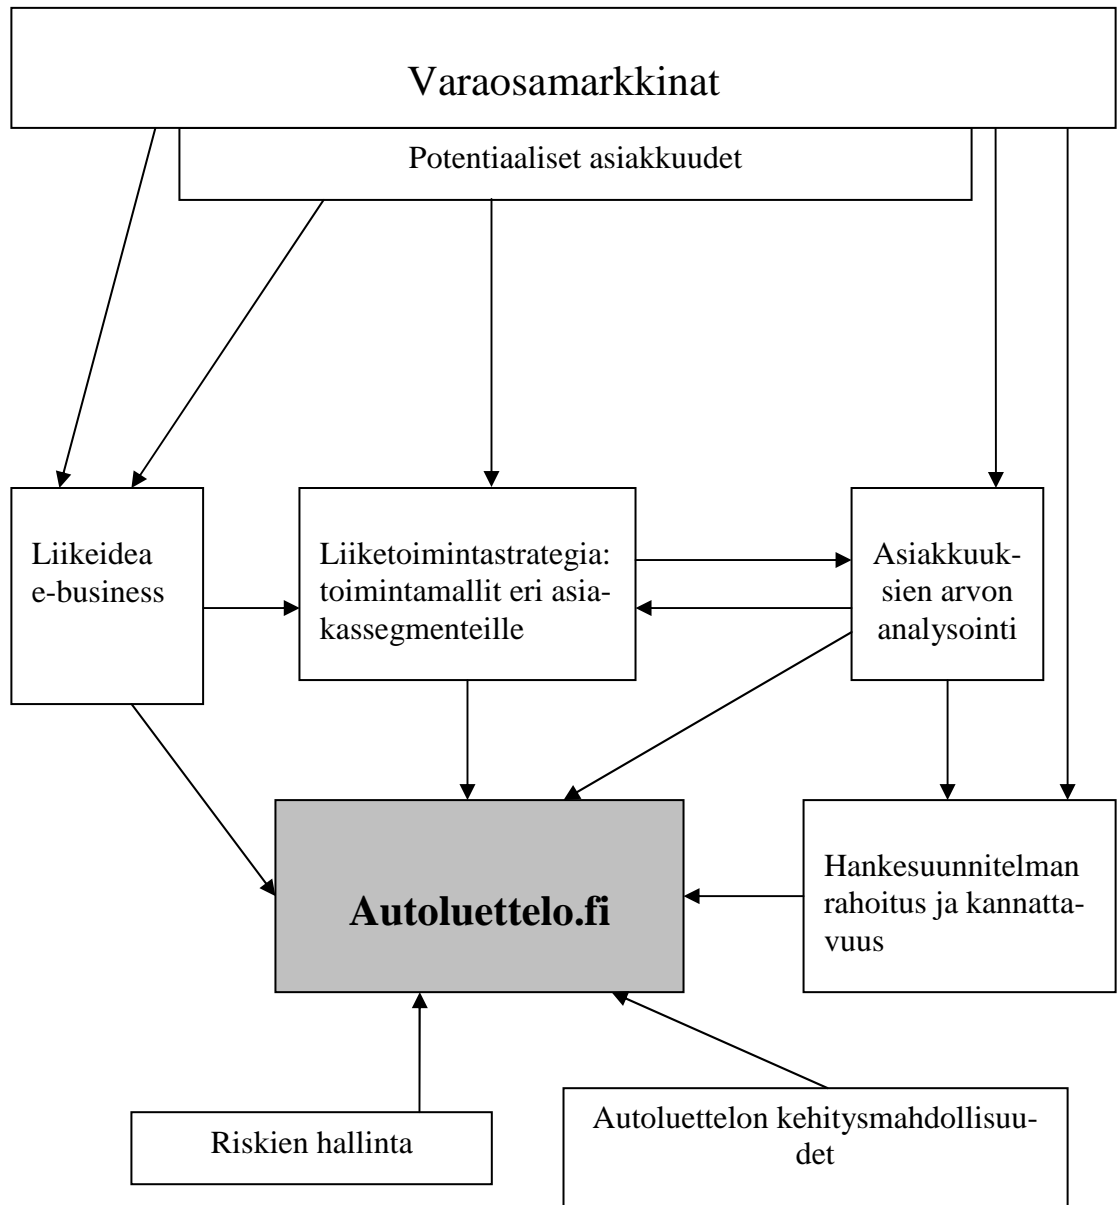 Varaosamarkkinat
Potentiaaliset asiakkuudet
Liikeidea
e-business
Liiketoimintastrategia:
toimintamallit eri asia-
kassegmenteille
Asiakkuuk-
sien arvon
analysointi
Autoluettelo.fi
Hankesuunnitelman
rahoitus ja kannatta-
vuus
Riskien hallinta
Autoluettelon kehitysmahdollisuu-
det